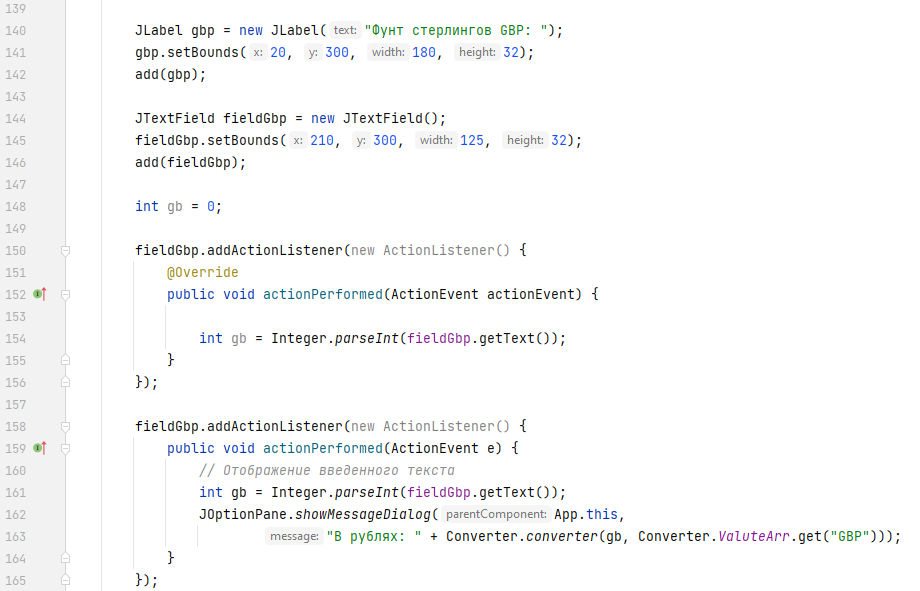 139
140 JLabel gbp = new JLabel( text: "Фунт стерлингов GBP: ");
141 gbp.setBounds( x: 20, y: 300, width: 180, height: 32);
142 add(gbp);
143
144 JTextField fieldGbp = new JTextField();
145 fieldGbp.setBounds( x: 210, y: 300, width: 125, height: 32);
146 add(fieldGbp);
147
148 int gb = 0;
149
150 fieldGbp.addActionListener(new ActionListener() {
151 @Override
152 public void actionPerformed(ActionEvent actionEvent) {
153
154 int gb = Integer.parseInt(fieldGbp.getText());
155 }
156 });
157
158 fieldGbp.addActionListener(new ActionListener() {
159 public void actionPerformed(ActionEvent e) {
160 // Отображение введенного текста
161 int gb = Integer.parseInt(fieldGbp.getText());
162 JOptionPane.showMessageDialog( parentComponent: App.this,
163 message: "В рублях: " + Converter.converter(gb, Converter.ValuteArr.get("GBP")));
164 }
165 });